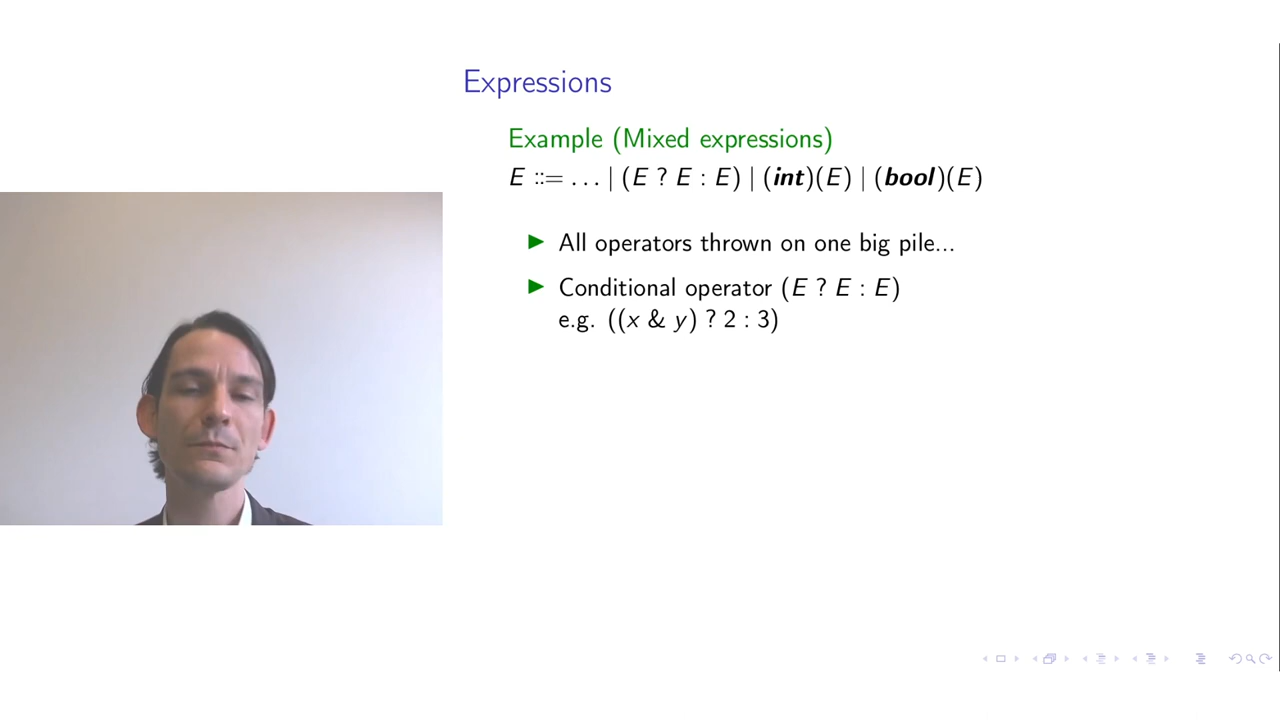 Expressions
Example (Mixed expressions)
E ::= ... | (E ? E : E) | (int)(E) | (bool)(E)
All operators thrown on one big pile...
Conditional operator (E ? E : E)
e.g. ((x & y) ? 2 : 3)